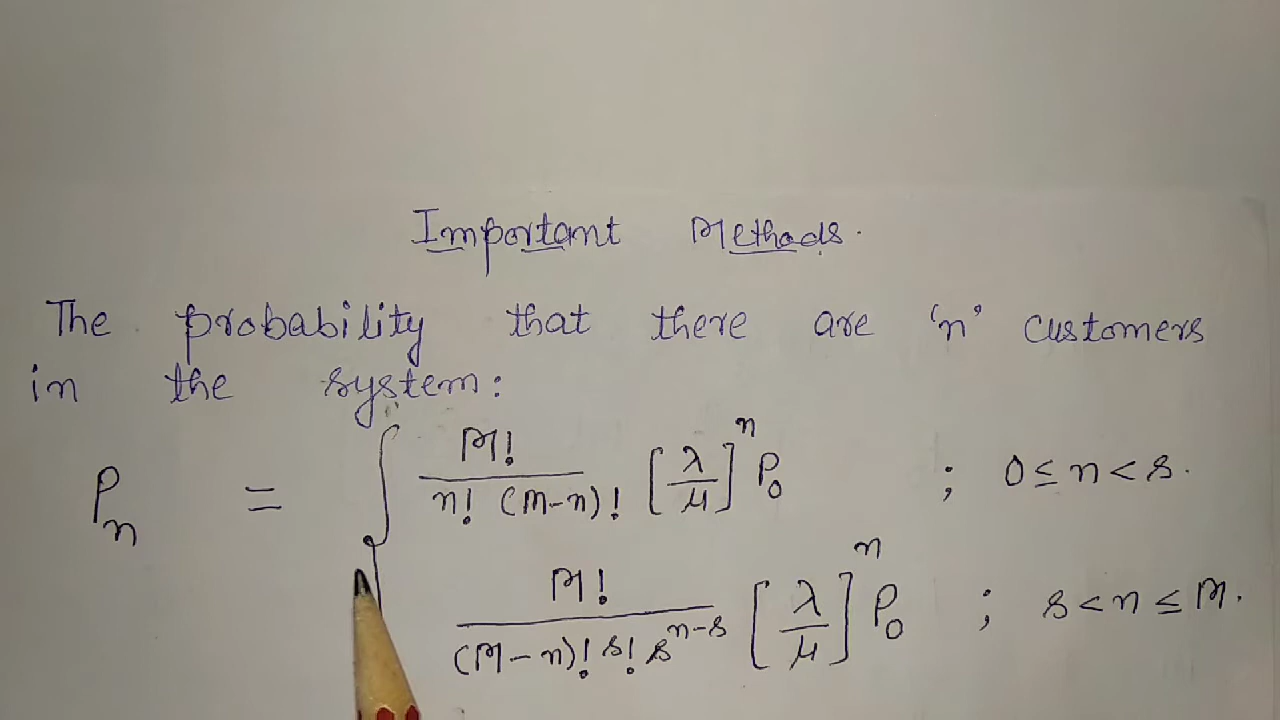 Important Methods.
The probability that there are 'n' customers
in the system:
Pn = { M! / n! (M-n)! [λ/μ]^n P0 ; 0 ≤ n < s.
M! / (M-n)! s! s^(n-s) [λ/μ]^n P0 ; s < n ≤ M.